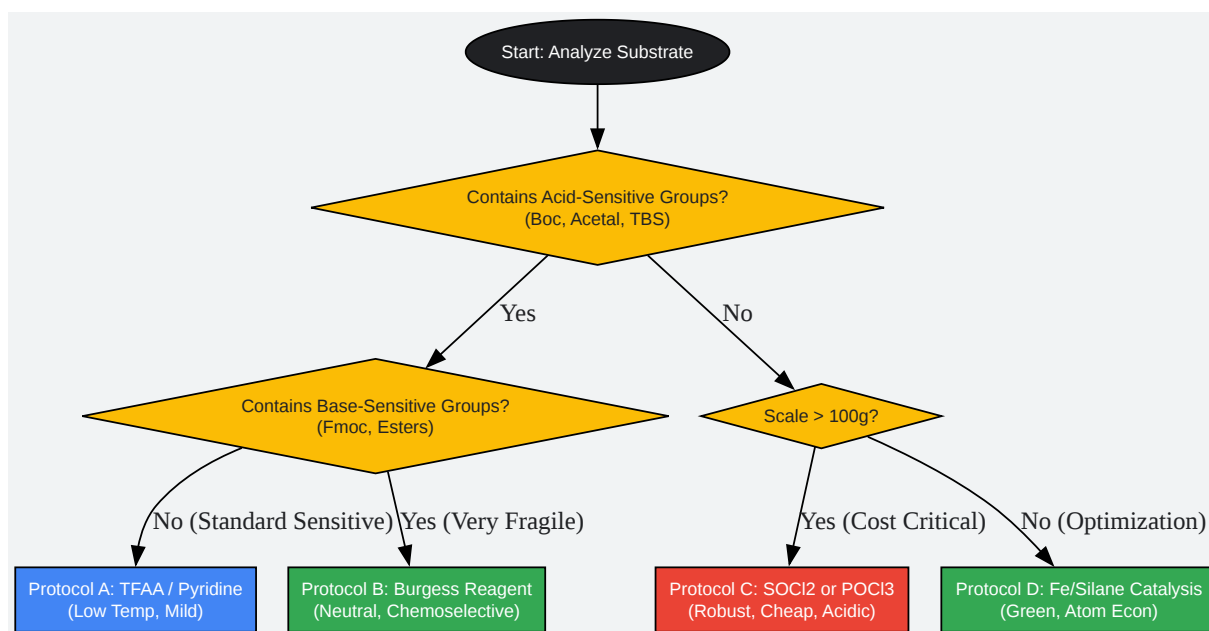 Start: Analyze Substrate
Contains Acid-Sensitive Groups?
(Boc, Acetal, TBS)
Yes
No
Contains Base-Sensitive Groups?
(Fmoc, Esters)
Scale > 100g?
No (Standard Sensitive)
Yes (Very Fragile)
Yes (Cost Critical)
No (Optimization)
Protocol A: TFAA / Pyridine
(Low Temp, Mild)
Protocol B: Burgess Reagent
(Neutral, Chemoselective)
Protocol C: SOCl2 or POCl3
(Robust, Cheap, Acidic)
Protocol D: Fe/Silane Catalysis
(Green, Atom Econ)